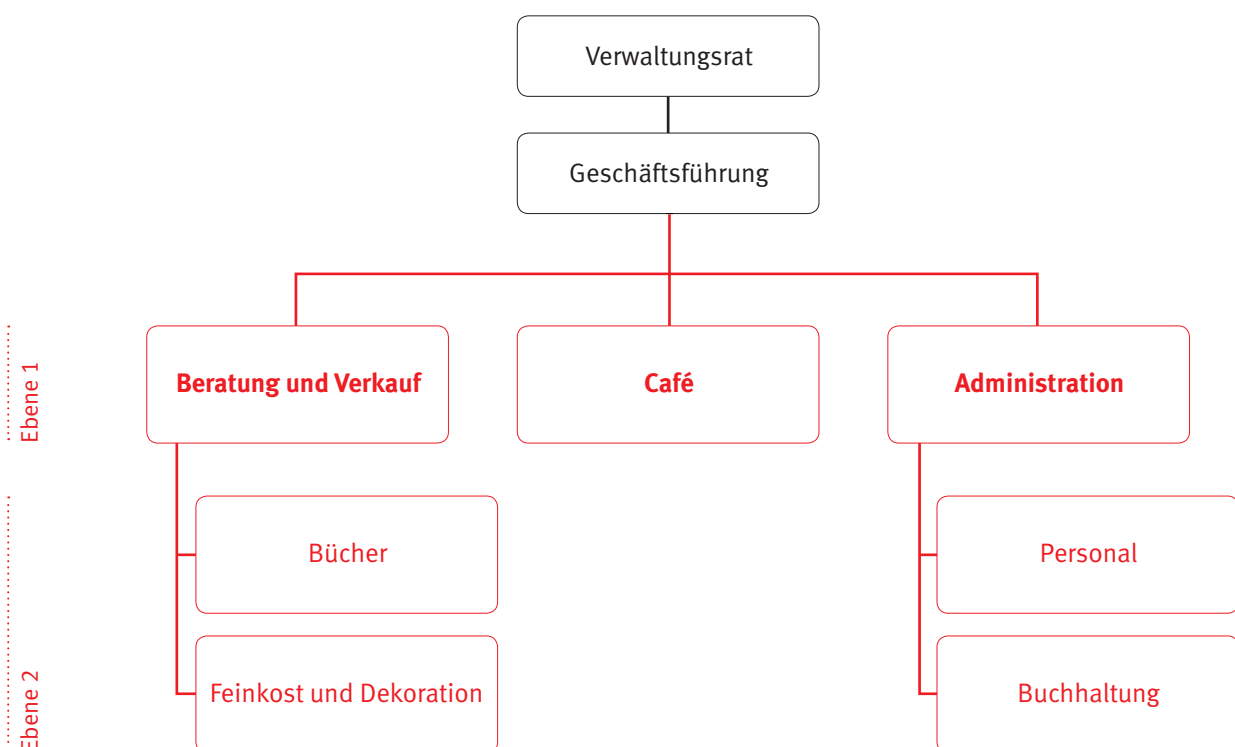 Verwaltungsrat
Geschäftsführung
Ebene 1
Beratung und Verkauf
Café
Administration
Ebene 2
Bücher
Personal
Feinkost und Dekoration
Buchhaltung